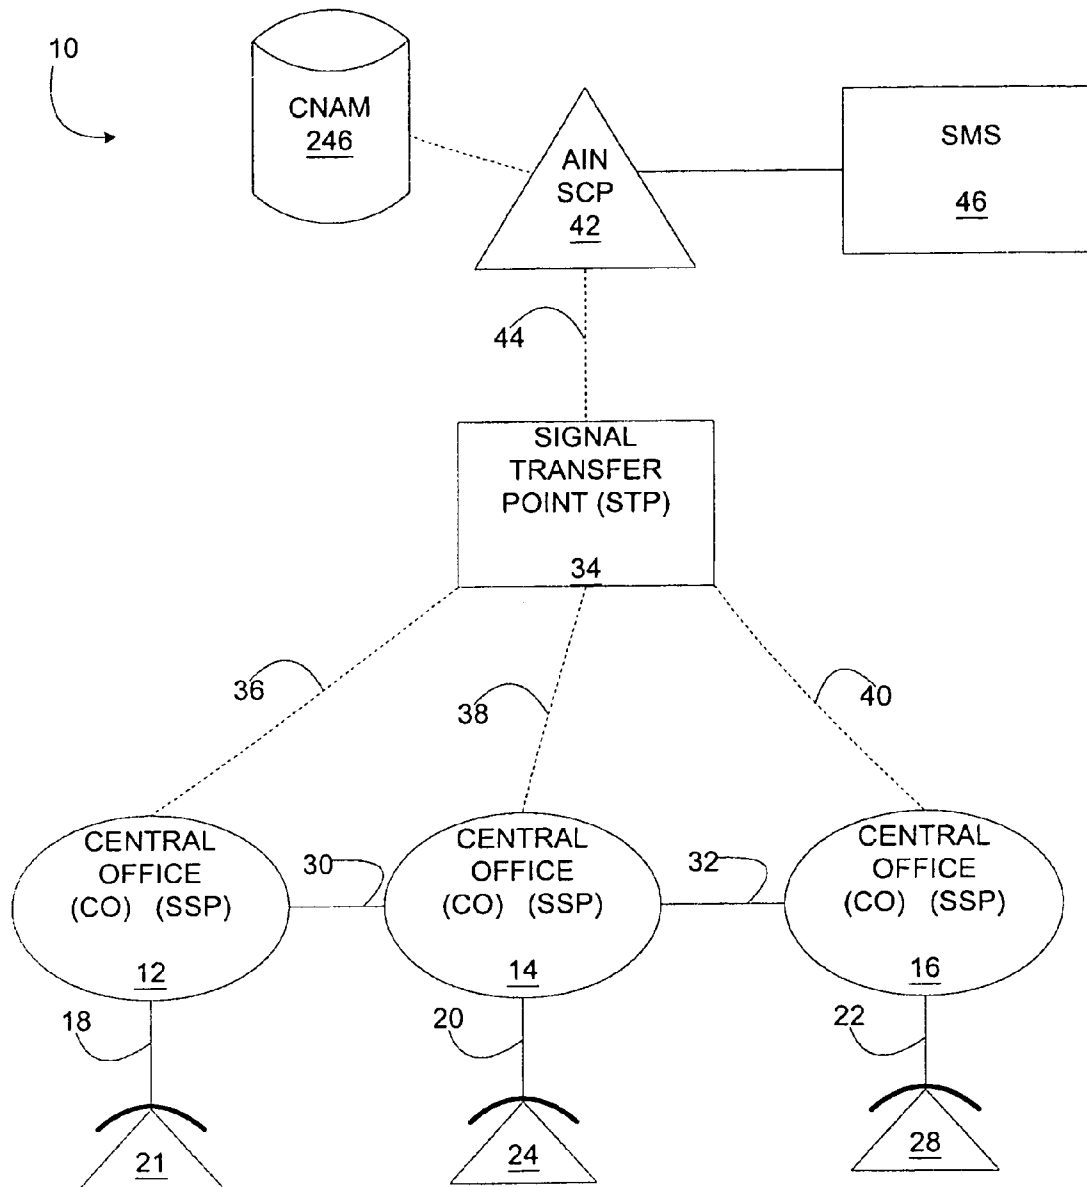 10
CNAM
246
AIN
SCP
42
SMS
46
44
SIGNAL
TRANSFER
POINT (STP)
34
36
38
40
CENTRAL
OFFICE
(CO) (SSP)
12
30
CENTRAL
OFFICE
(CO) (SSP)
14
32
CENTRAL
OFFICE
(CO) (SSP)
16
18
20
22
21
24
28